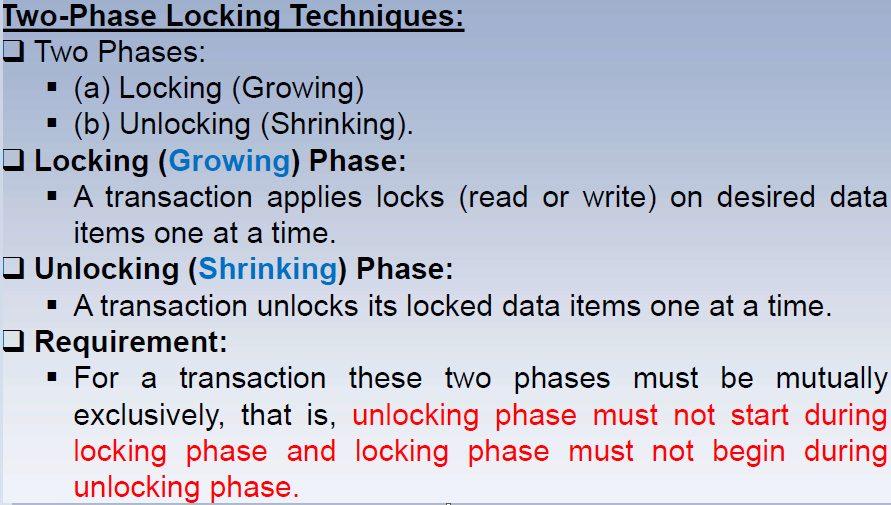 Two-Phase Locking Techniques:
❑ Two Phases:
▪ (a) Locking (Growing)
▪ (b) Unlocking (Shrinking).
❑ Locking (Growing) Phase:
▪ A transaction applies locks (read or write) on desired data
items one at a time.
❑ Unlocking (Shrinking) Phase:
▪ A transaction unlocks its locked data items one at a time.
❑ Requirement:
▪ For a transaction these two phases must be mutually
exclusively, that is, unlocking phase must not start during
locking phase and locking phase must not begin during
unlocking phase.